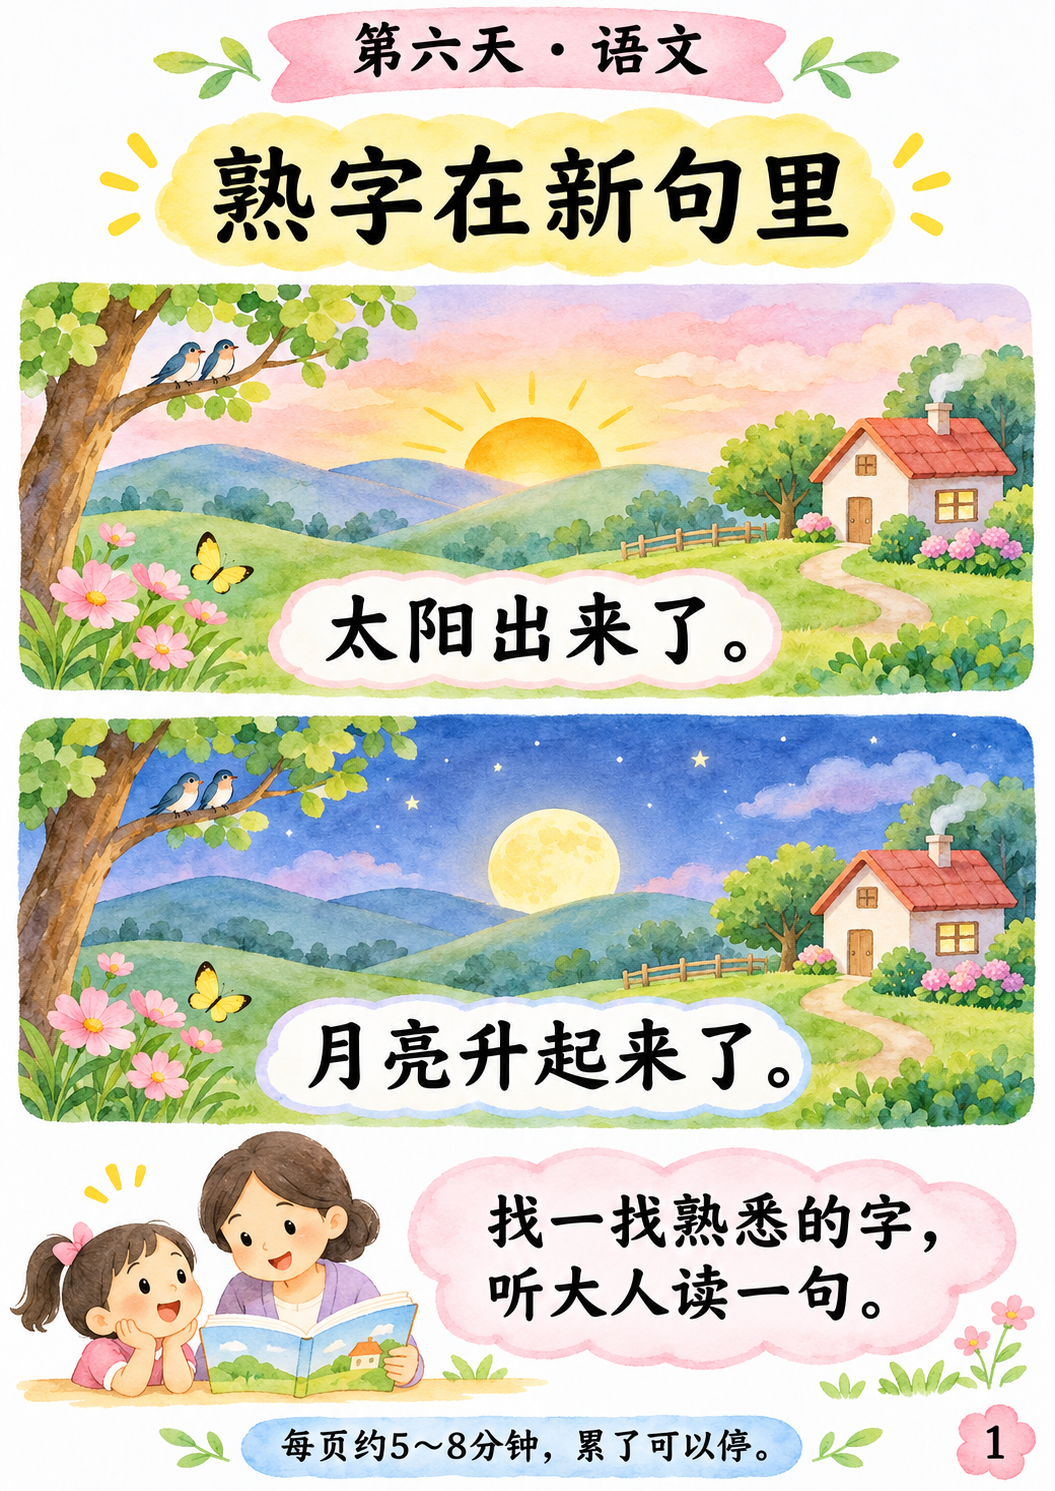 第六天·语文
熟字在新句里
太阳出来了。
月亮升起来了。
找一找熟悉的字，
听大人读一句。
每页约5～8分钟，累了可以停。
1